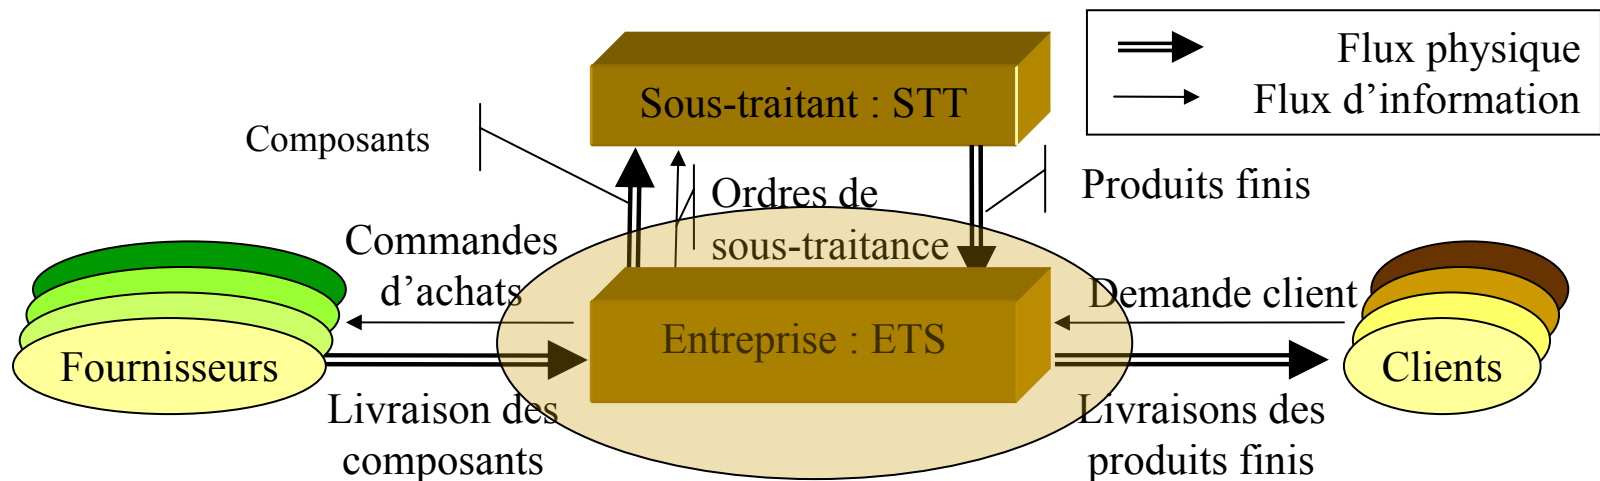 Flux physique
Flux d’information
Sous-traitant : STT
Composants
Ordres de
sous-traitance
Produits finis
Commandes
d’achats
Demande client
Entreprise : ETS
Fournisseurs
Clients
Livraison des
composants
Livraisons des
produits finis